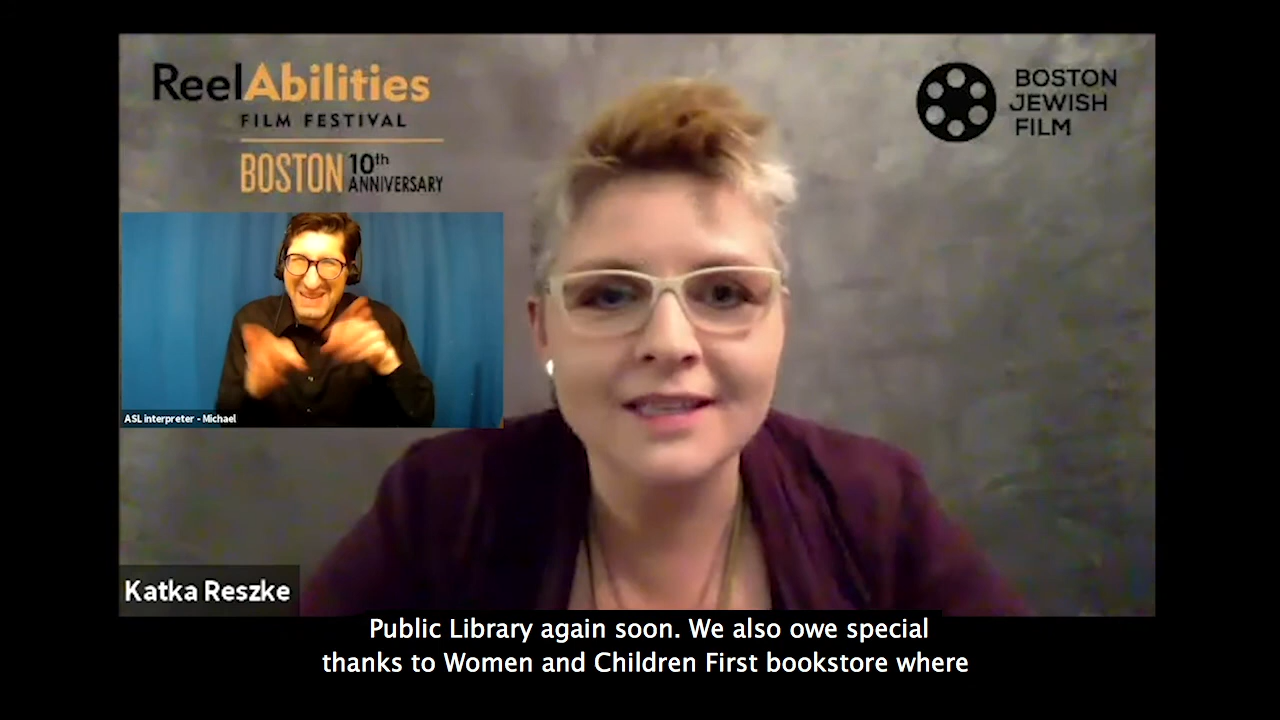 ReelAbilities
FILM FESTIVAL
BOSTON 10th ANNIVERSARY
BOSTON
JEWISH
FILM
ASL interpreter - Michael
Katka Reszke
Public Library again soon. We also owe special
thanks to Women and Children First bookstore where